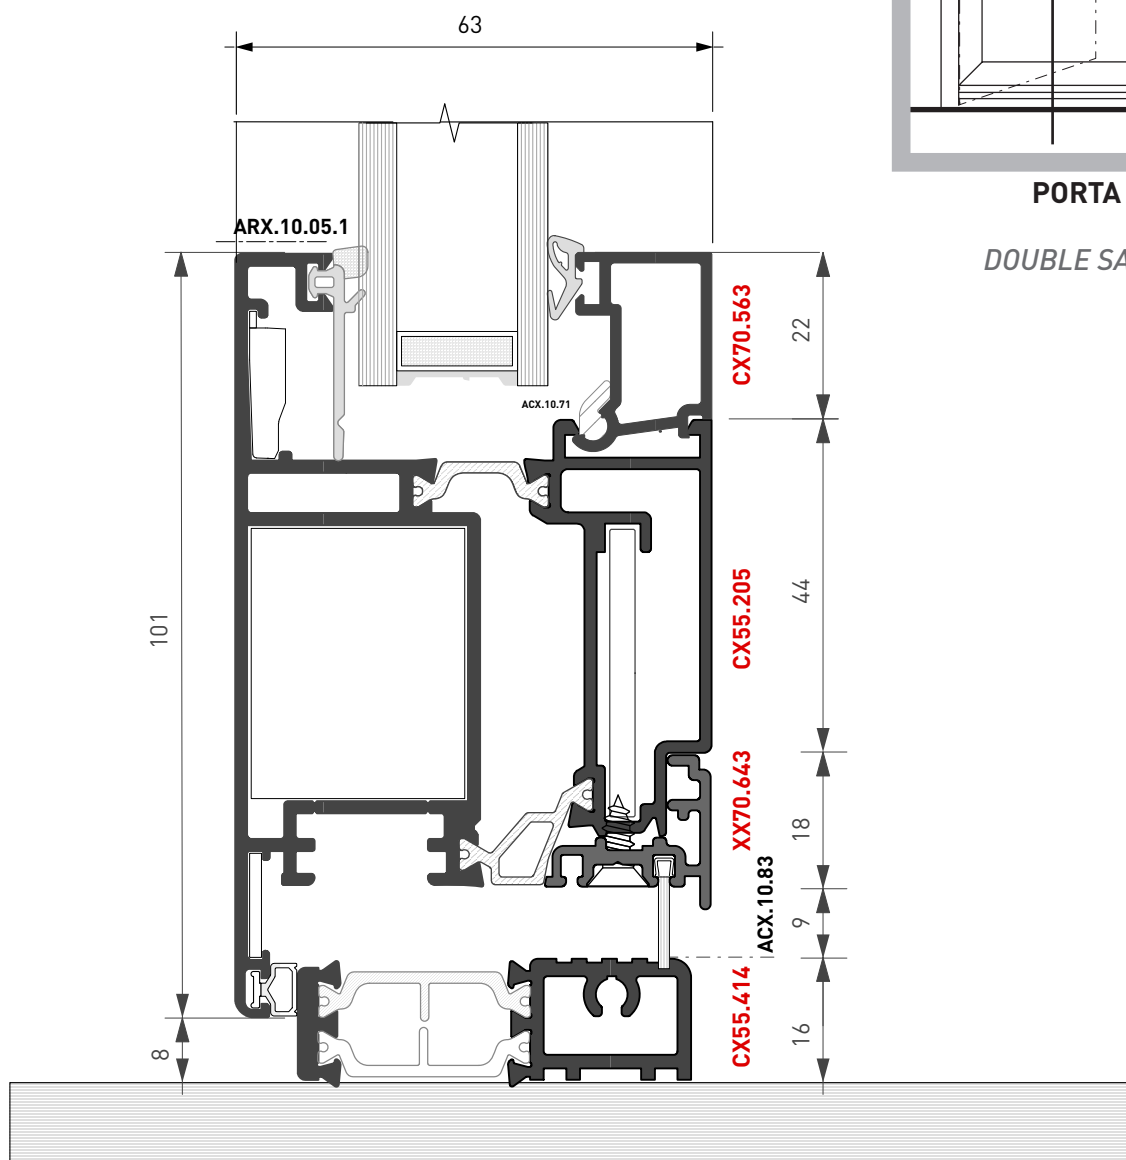 63
PORTA
DOUBLE SA
ARX.10.05.1
CX70.563
22
ACX.10.71
CX55.205
44
101
XX70.643
18
ACX.10.83
9
CX55.414
16
8